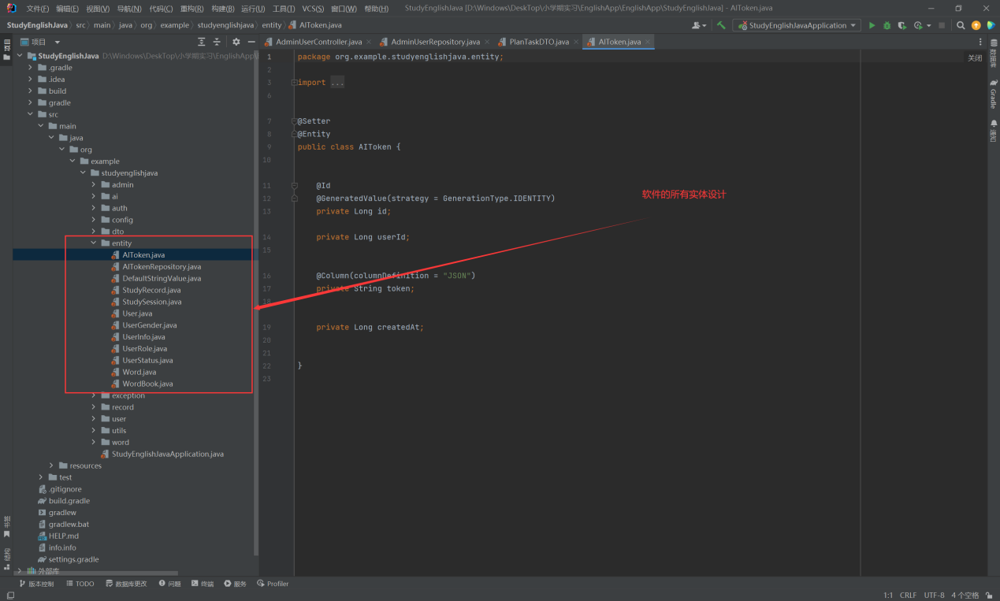 文件(F) 编辑(E) 视图(V) 导航(N) 代码(C) 重构(R) 构建(B) 运行(U) 工具(T) VCS(S) 窗口(W) 帮助(H) StudyEnglishJava [D:\Windows\DeskTop\小学期实习\EnglishApp\EnglishApp\StudyEnglishJava] - AIToken.java
StudyEnglishJava src main java org example studyenglishjava entity AIToken.java StudyEnglishJavaApplication
项目
AdminUserController.java AdminUserRepository.java PlanTaskDTO.java AIToken.java
StudyEnglishJava D:\Windows\DeskTop\小学期实习\EnglishApp\
.gradle
.idea
build
gradle
src
main
java
org
example
studyenglishjava
admin
ai
auth
config
dto
entity
AIToken.java
AITokenRepository.java
DefaultStringValue.java
StudyRecord.java
StudySession.java
User.java
UserGender.java
UserInfo.java
UserRole.java
UserStatus.java
Word.java
WordBook.java
exception
record
user
utils
word
StudyEnglishJavaApplication.java
resources
test
.gitignore
build.gradle
gradlew
gradlew.bat
HELP.md
info.info
settings.gradle
外部库
1 package org.example.studyenglishjava.entity;
2
3 import ...
6
7 @Setter
8 @Entity
9 public class AIToken {
10
11 @Id
12 @GeneratedValue(strategy = GenerationType.IDENTITY)
13 private Long id;
14 private Long userId;
15
16 @Column(columnDefinition = "JSON")
17 private String token;
18
19 private Long createdAt;
20
21
22 }
23
软件的所有实体设计
关闭
数据库
Gradle
通知
项目
书签
结构
版本控制 TODO 数据库更改 问题 终端 服务 Profiler
1:1 CRLF UTF-8 4 个空格